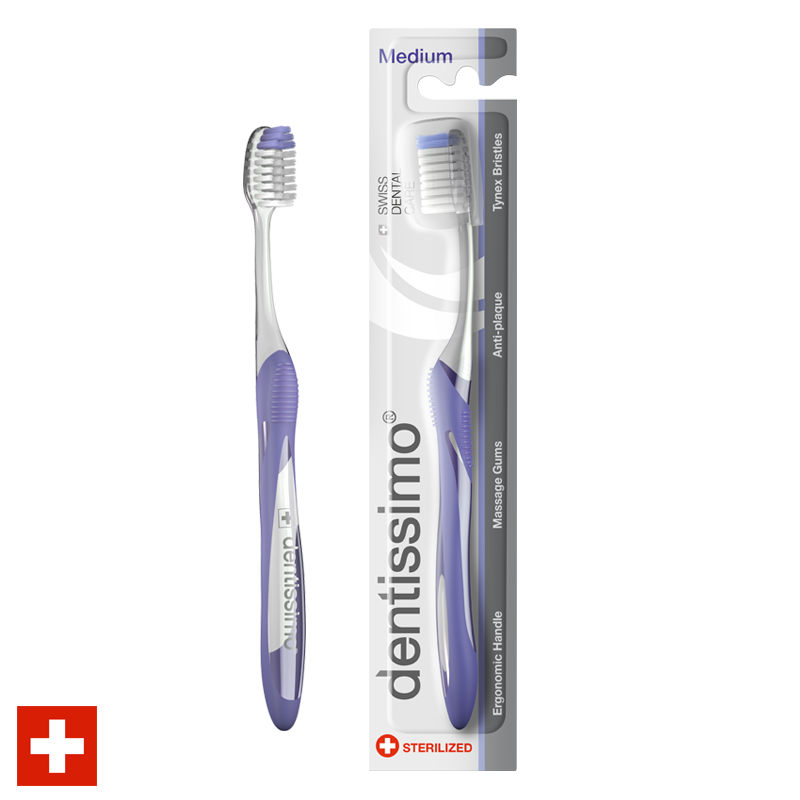 Medium
SWISS
DENTAL
CARE
Tynex Bristles
Anti-plaque
Massage Gums
Ergonomic Handle
dentissimo®
STERILIZED
dentissimo